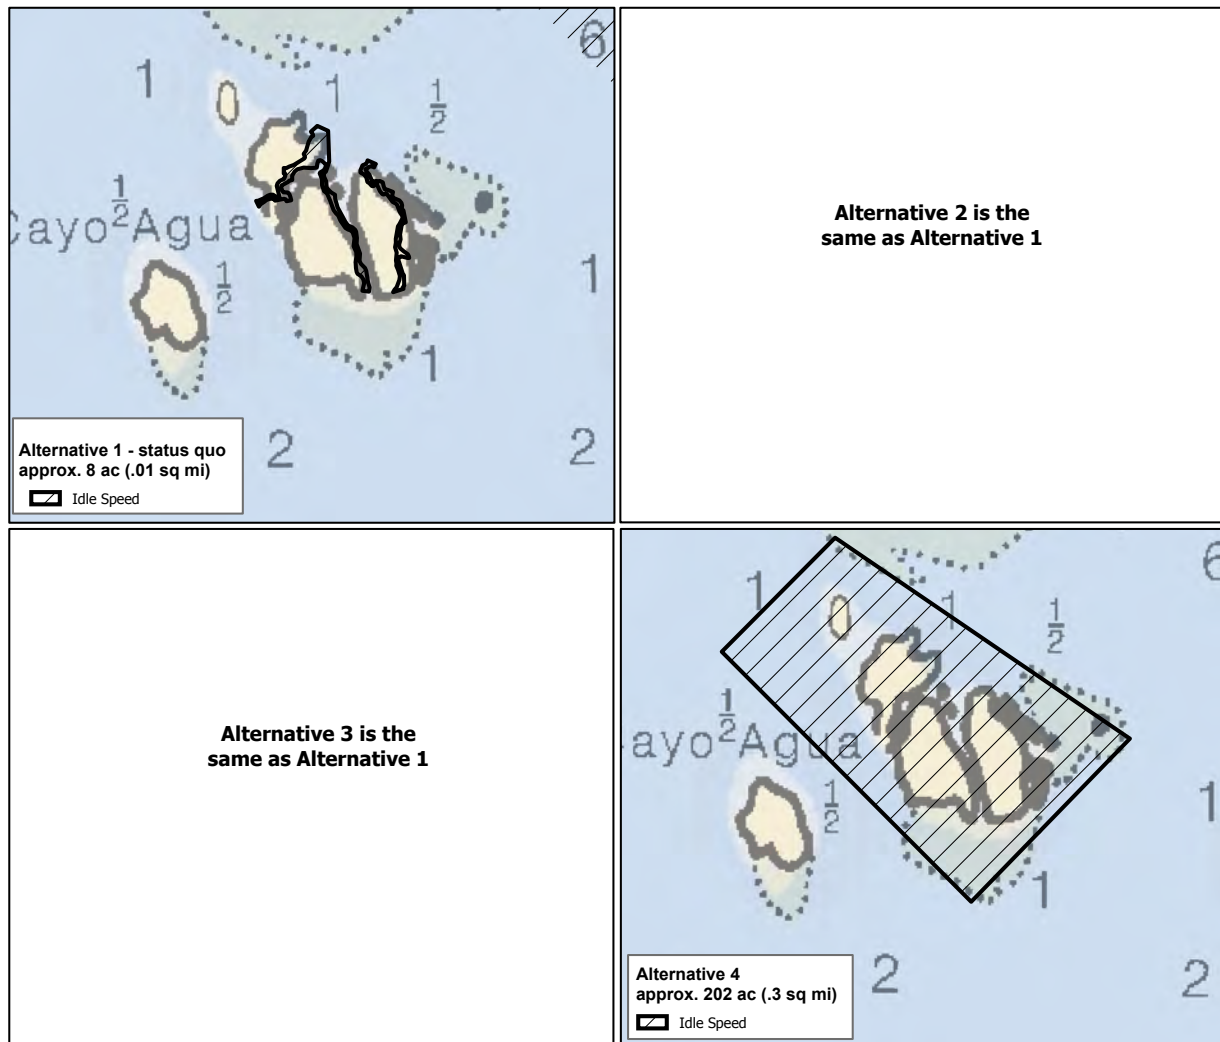 6
1
1
1/2
1/2
Cayo Agua
1/2
1
1
2
2
Alternative 1 - status quo
approx. 8 ac (.01 sq mi)
Idle Speed
Alternative 2 is the
same as Alternative 1
Alternative 3 is the
same as Alternative 1
6
1
1
1/2
1/2
ayo Agua
1/2
1
1
2
2
Alternative 4
approx. 202 ac (.3 sq mi)
Idle Speed